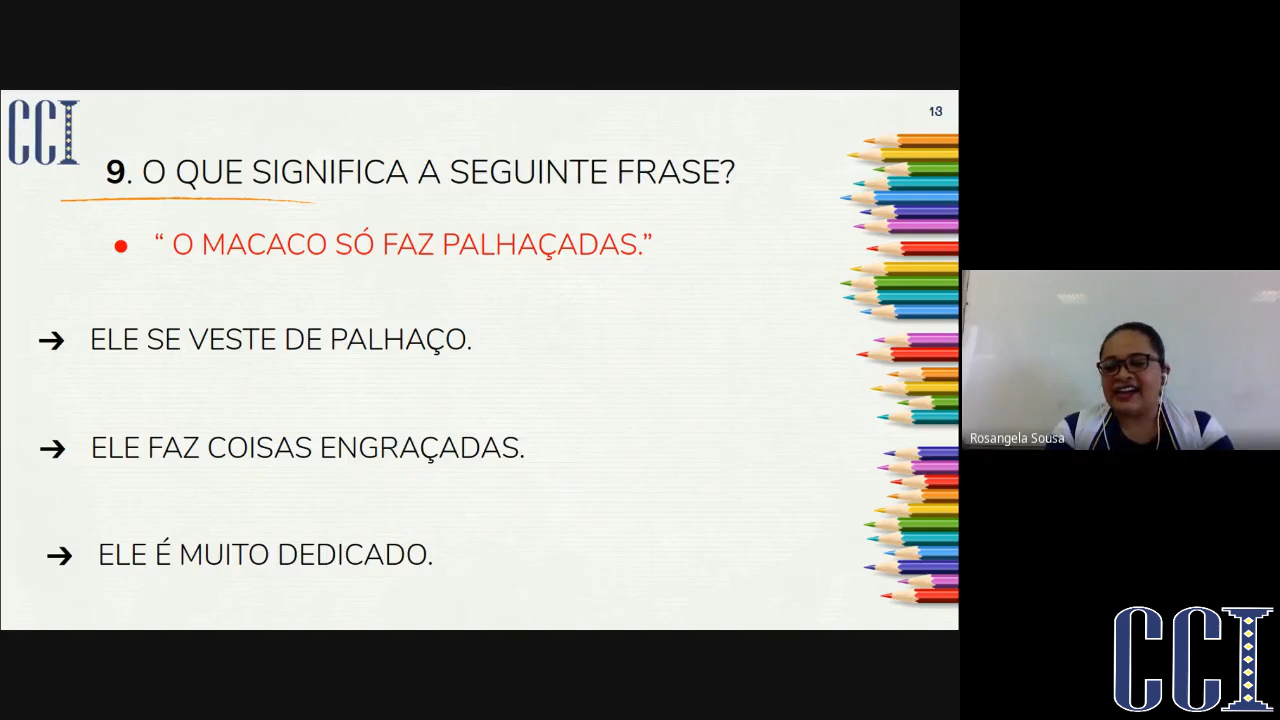 CCI
13
9. O QUE SIGNIFICA A SEGUINTE FRASE?
● “ O MACACO SÓ FAZ PALHAÇADAS.”
➔ ELE SE VESTE DE PALHAÇO.
➔ ELE FAZ COISAS ENGRAÇADAS.
➔ ELE É MUITO DEDICADO.
Rosangela Sousa
CCI